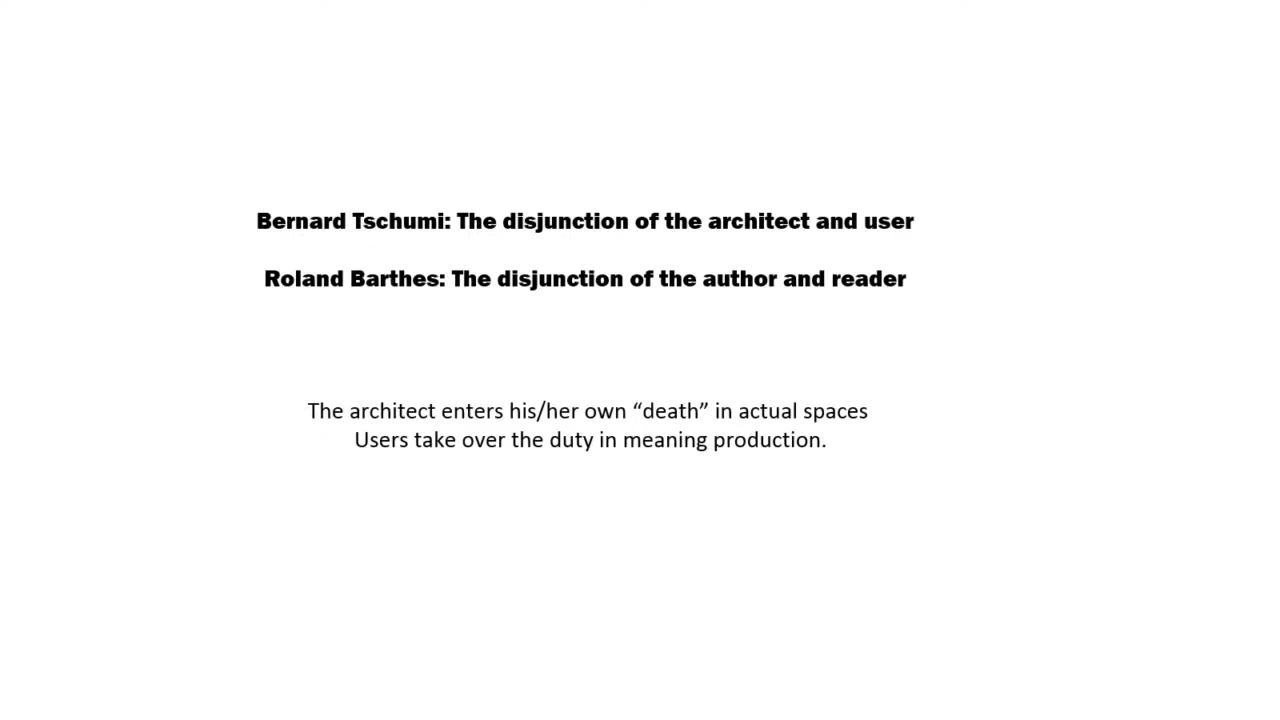 Bernard Tschumi: The disjunction of the architect and user
Roland Barthes: The disjunction of the author and reader
The architect enters his/her own “death” in actual spaces
Users take over the duty in meaning production.